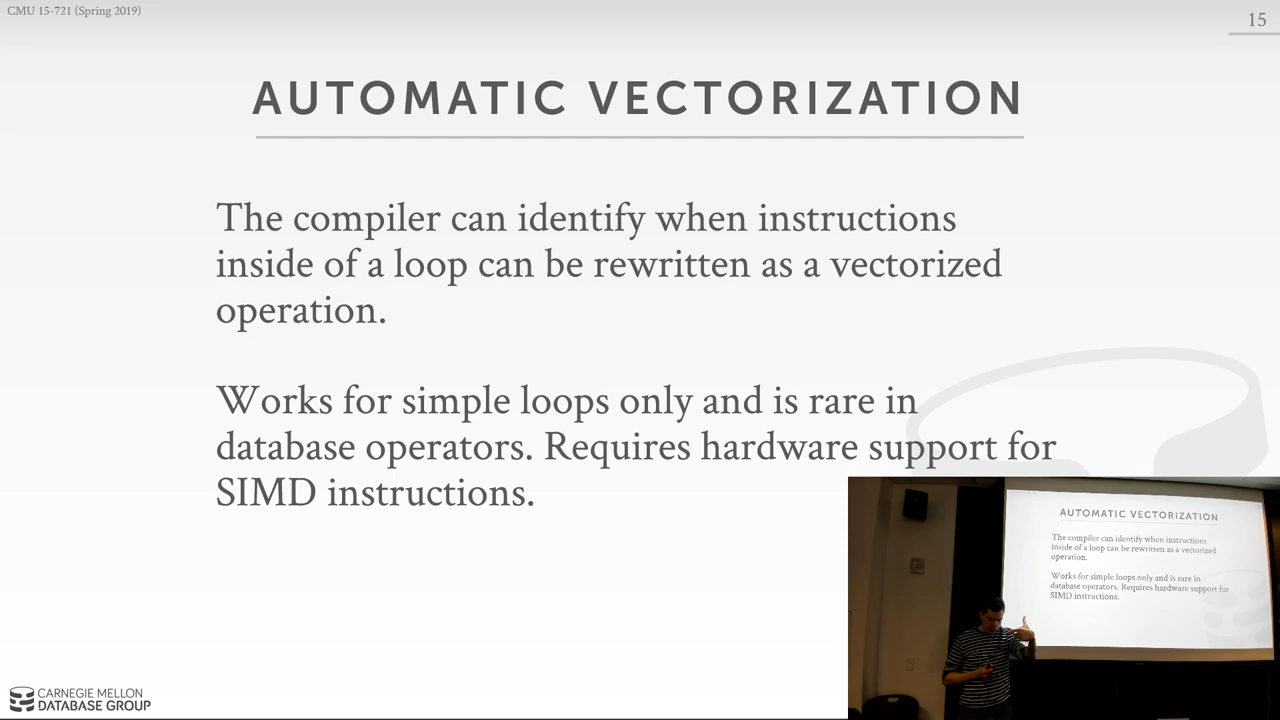 CMU 15-721 (Spring 2019)
15
AUTOMATIC VECTORIZATION
The compiler can identify when instructions
inside of a loop can be rewritten as a vectorized
operation.
Works for simple loops only and is rare in
database operators. Requires hardware support for
SIMD instructions.
AUTOMATIC VECTORIZATION
The compiler can identify when instructions
inside of a loop can be rewritten as a vectorized
operation.
Works for simple loops only and is rare in
database operators. Requires hardware support for
SIMD instructions.
CARNEGIE MELLON
DATABASE GROUP